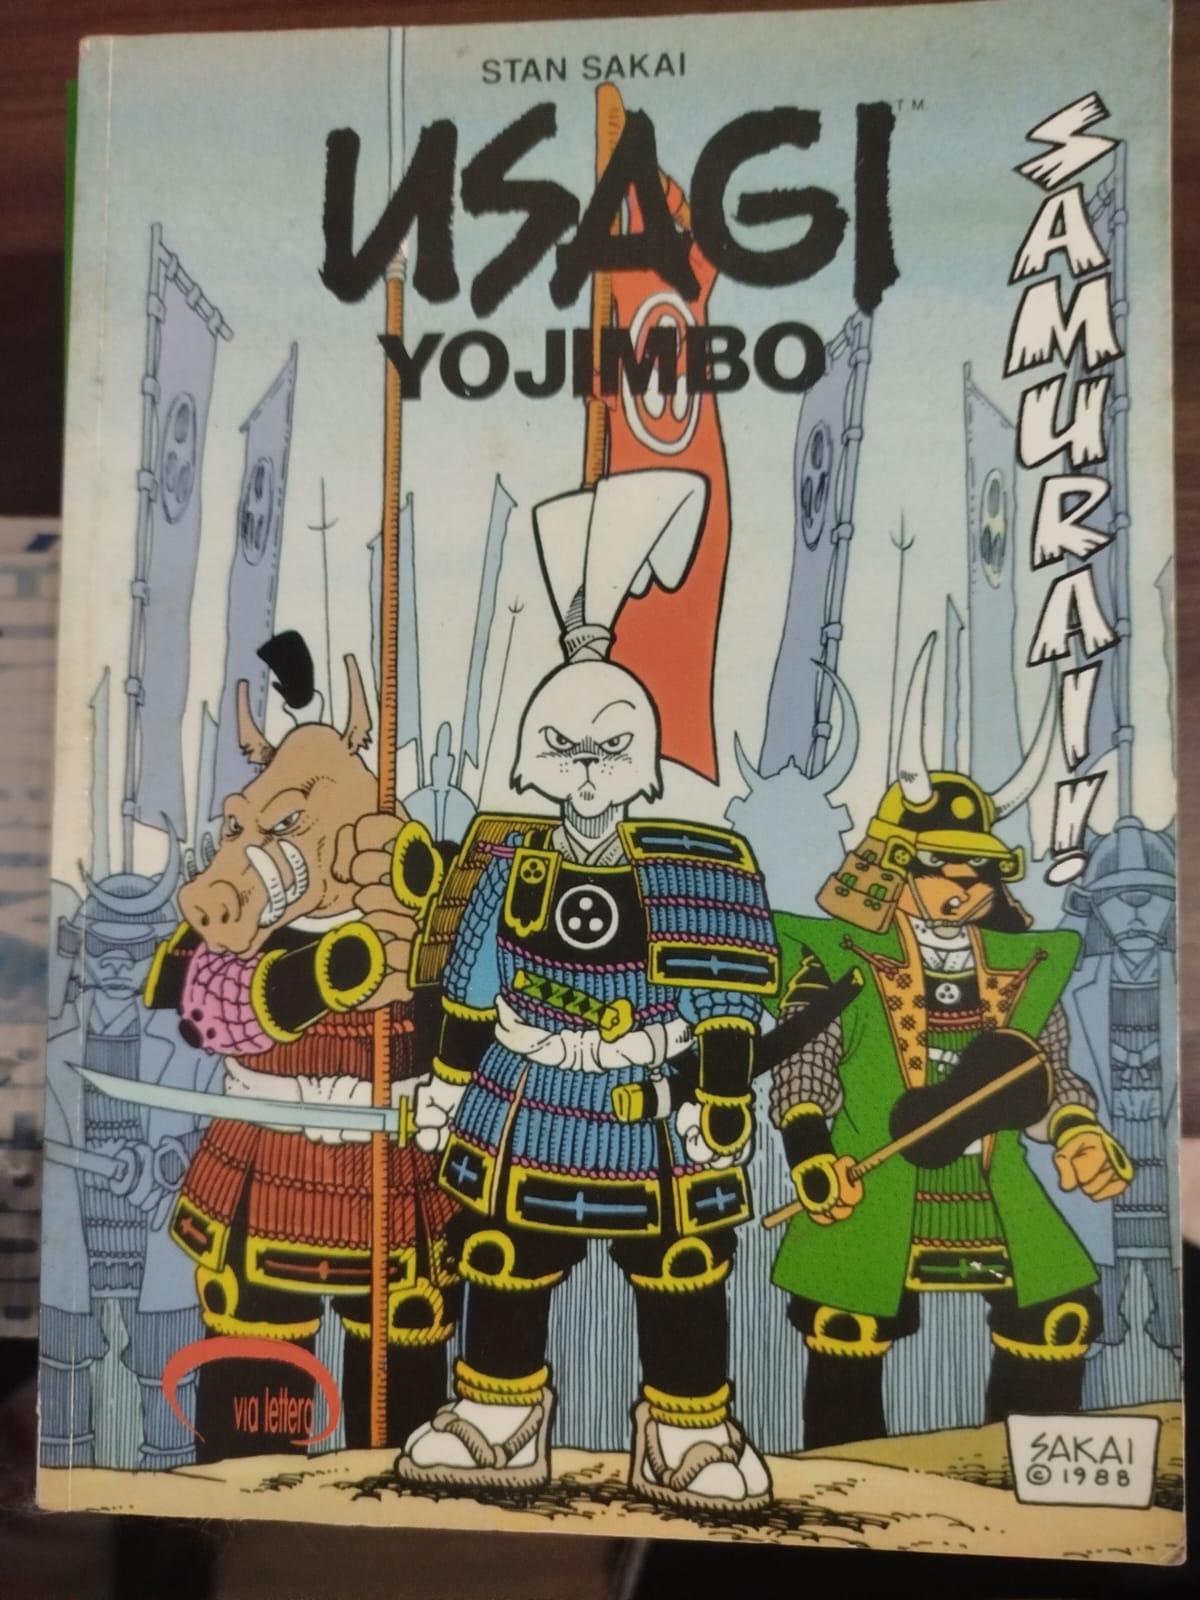 STAN SAKAI
USAGI
TM
YOJIMBO
SAMURAI!
via lettera
SAKAI
© 1988